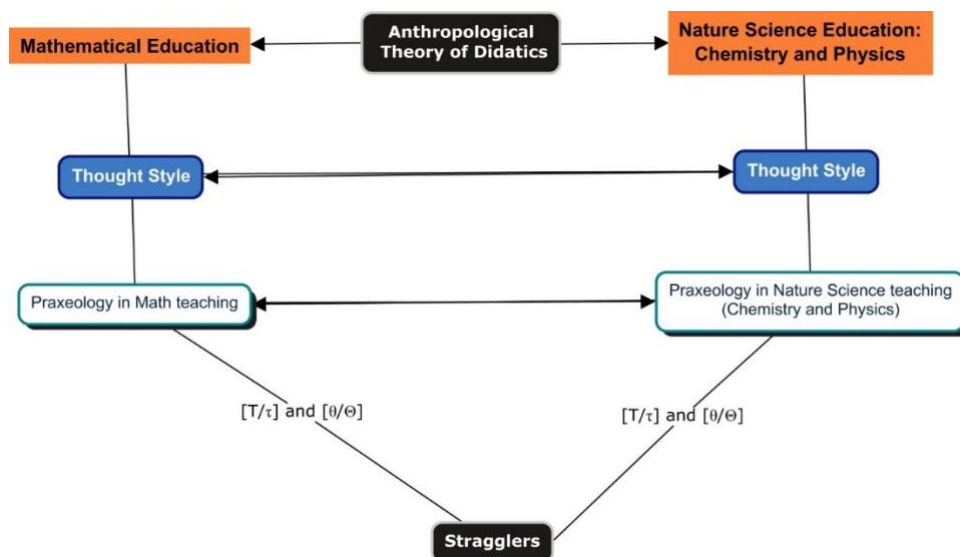 Anthropological
Theory of Didatics
Mathematical Education
Nature Science Education:
Chemistry and Physics
Thought Style
Thought Style
Praxeology in Math teaching
Praxeology in Nature Science teaching
(Chemistry and Physics)
[T/τ] and [θ/Θ]
[T/τ] and [θ/Θ]
Stragglers